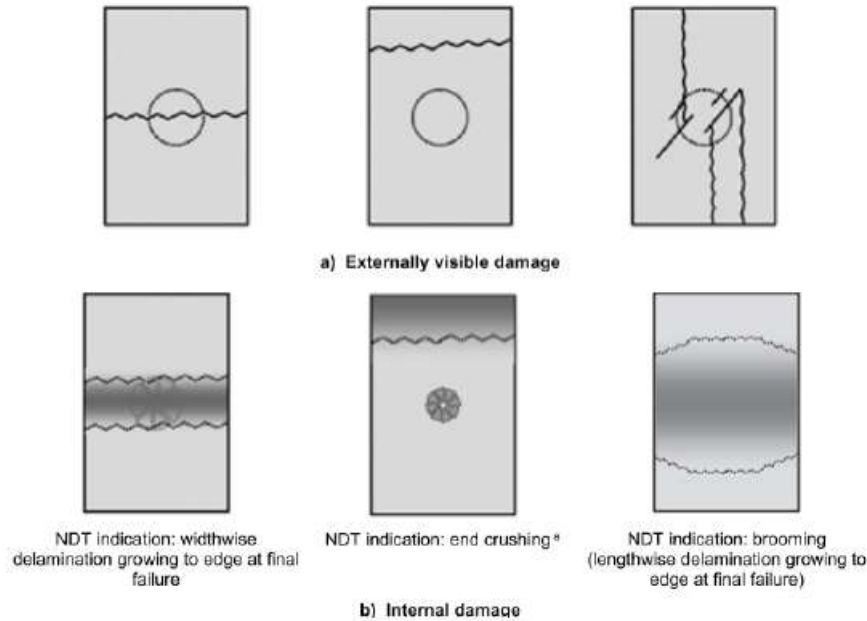 a) Externally visible damage
NDT indication: widthwise
delamination growing to edge at final
failure
NDT indication: end crushing ᵃ
NDT indication: brooming
(lengthwise delamination growing to
edge at final failure)
b) Internal damage